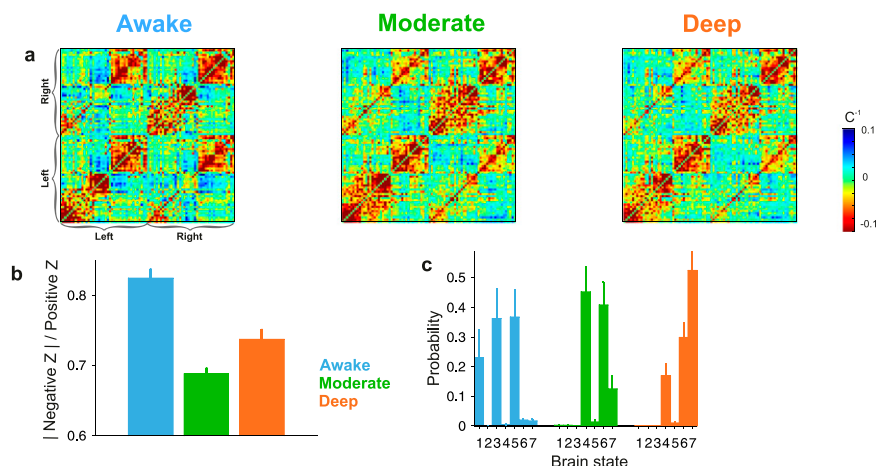 Awake Moderate Deep
a
Right
Left
Left Right
C-1
0.1
0
-0.1
b
| Negative Z | / Positive Z
0.8
0.7
0.6
Awake
Moderate
Deep
c
Probability
0.5
0.4
0.3
0.2
0.1
0
1234567 1234567 1234567
Brain state